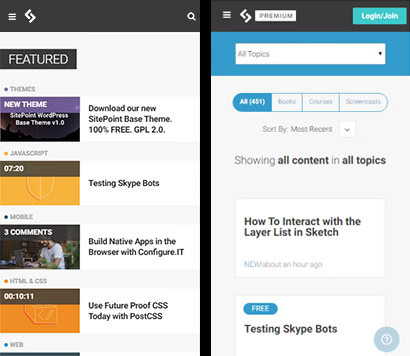 FEATURED
THEMES
NEW THEME
SitePoint WordPress
Base Theme v1.0
Download our new
SitePoint Base Theme.
100% FREE. GPL 2.0.
JAVASCRIPT
07:20
Testing Skype Bots
MOBILE
3 COMMENTS
Build Native Apps in the
Browser with Configure.IT
HTML & CSS
00:10:11
Use Future Proof CSS
Today with PostCSS
WEB
PREMIUM
Login/Join
All Topics
All (451) Books Courses Screencasts
Sort By: Most Recent
Showing all content in all topics
How To Interact with the
Layer List in Sketch
NEW!about an hour ago
FREE
Testing Skype Bots
?